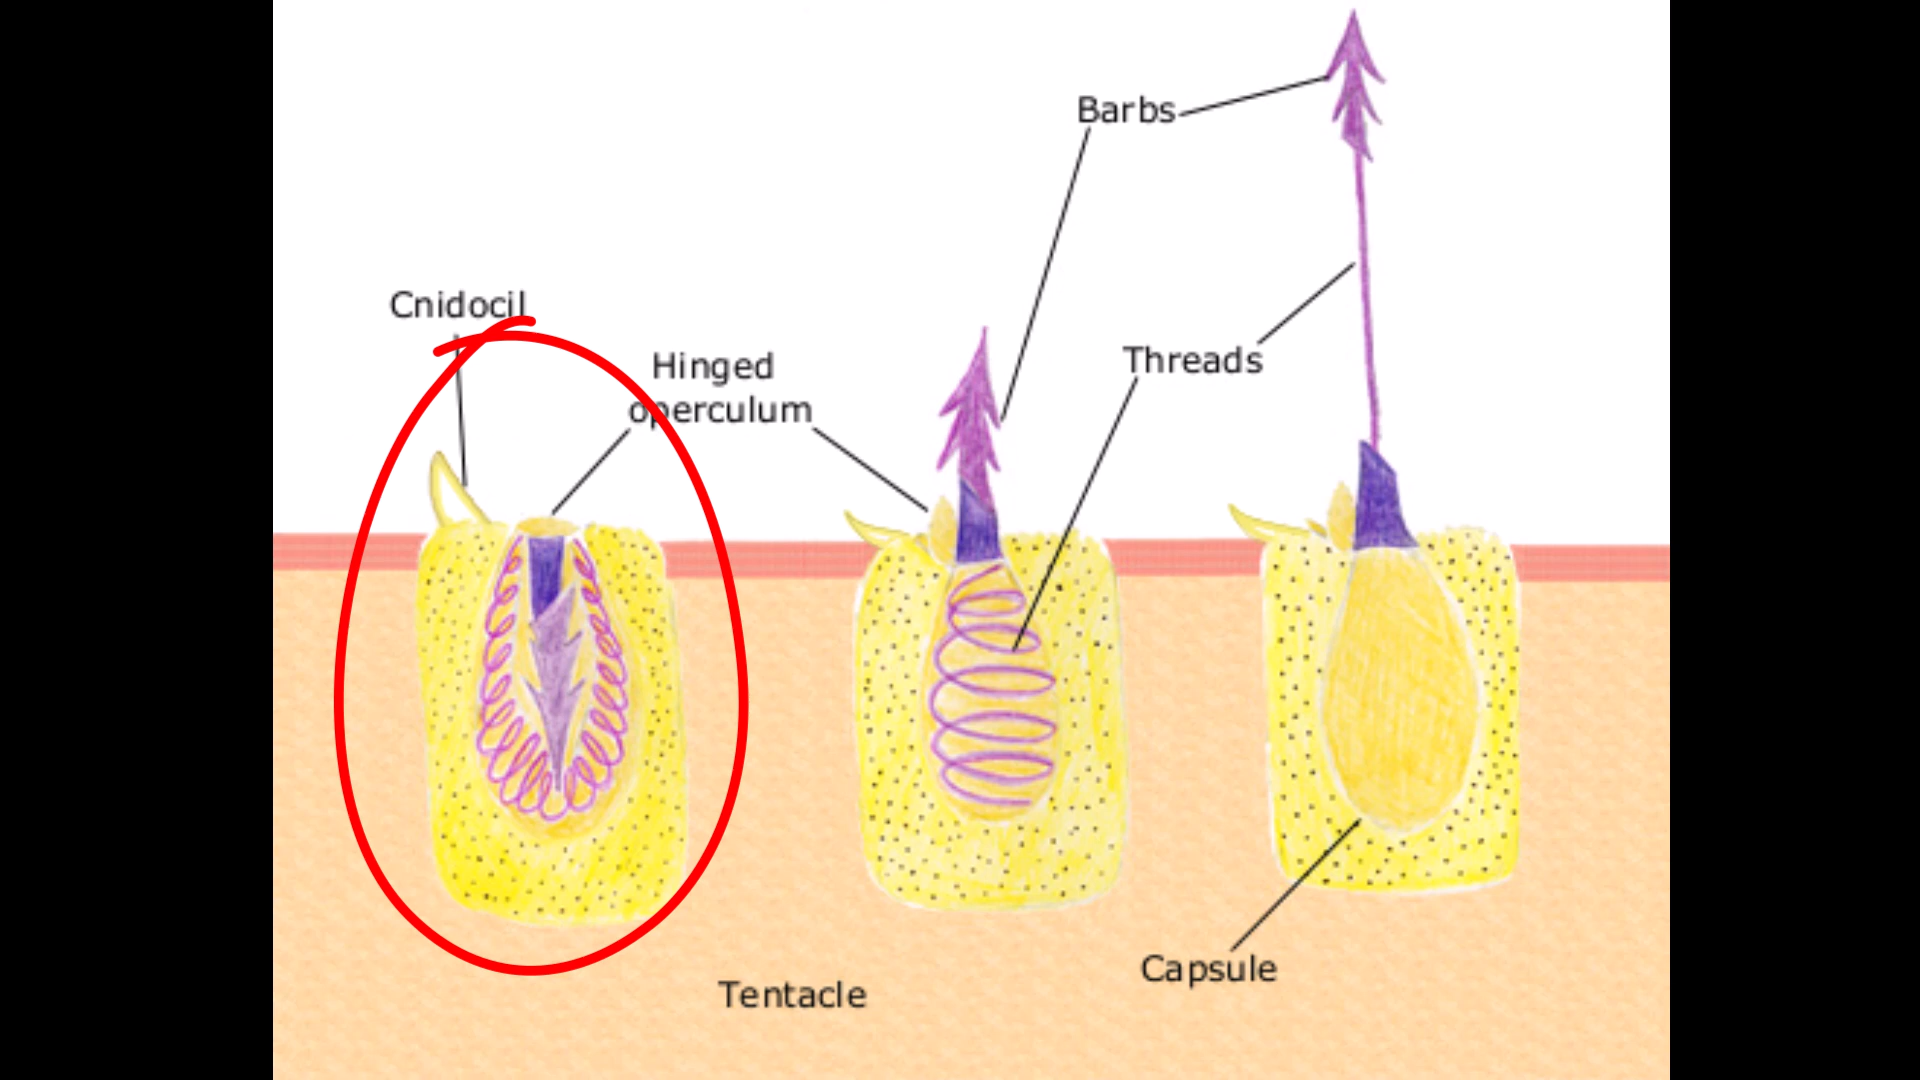 Barbs
Cnidocil
Hinged
operculum
Threads
Capsule
Tentacle